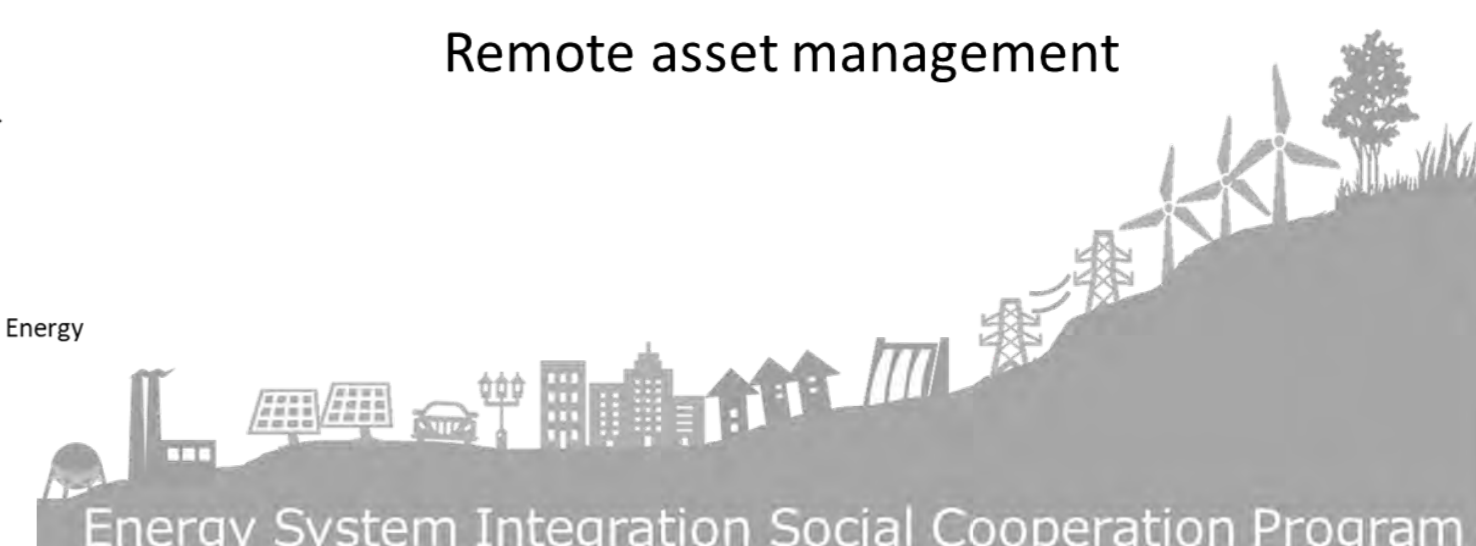 Remote asset management
Energy
Energy System Integration Social Cooperation Program